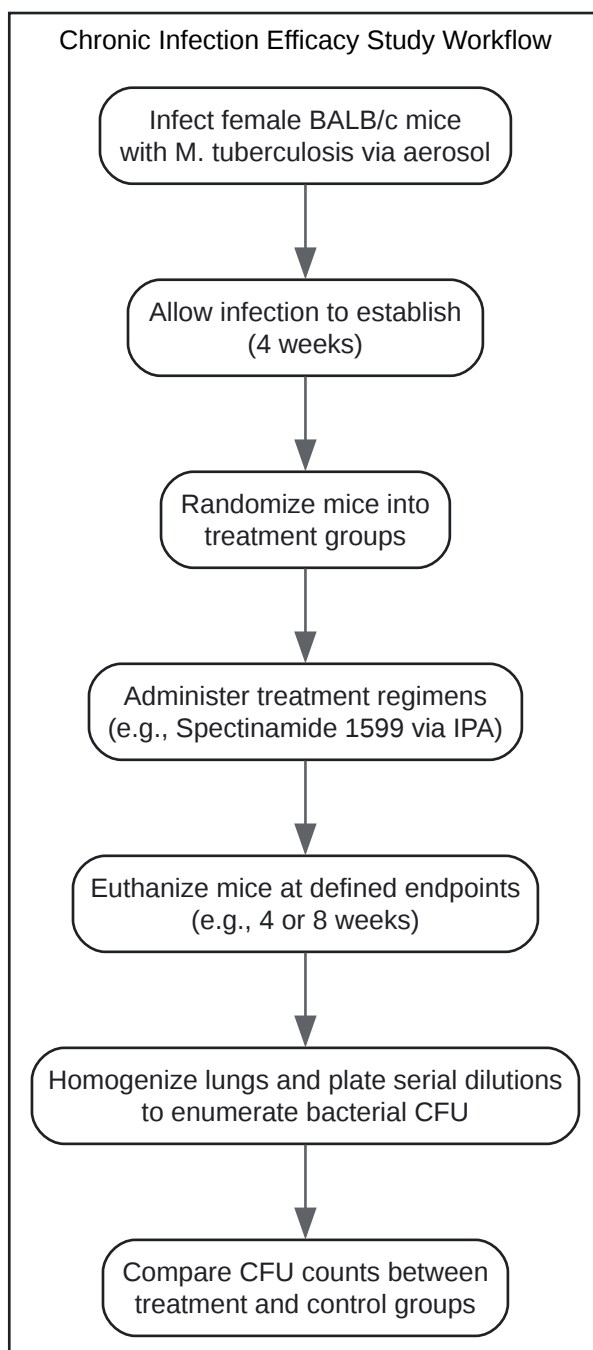 Chronic Infection Efficacy Study Workflow
Infect female BALB/c mice
with M. tuberculosis via aerosol
Allow infection to establish
(4 weeks)
Randomize mice into
treatment groups
Administer treatment regimens
(e.g., Spectinamide 1599 via IPA)
Euthanize mice at defined endpoints
(e.g., 4 or 8 weeks)
Homogenize lungs and plate serial dilutions
to enumerate bacterial CFU
Compare CFU counts between
treatment and control groups